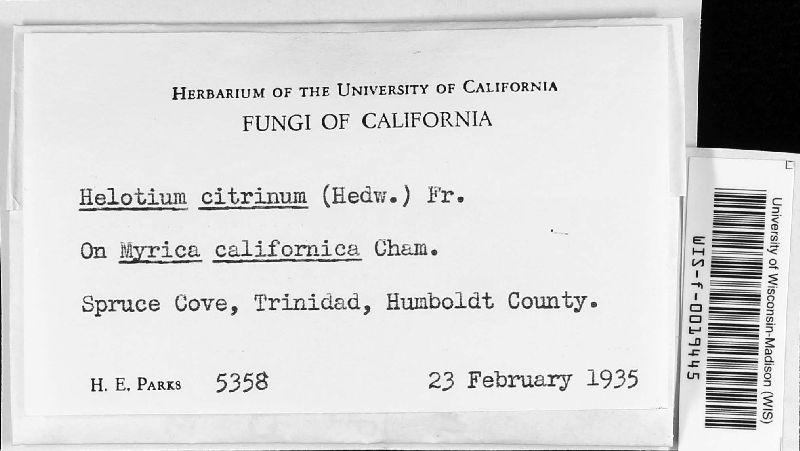 HERBARIUM OF THE UNIVERSITY OF CALIFORNIA
FUNGI OF CALIFORNIA
Helotium citrinum (Hedw.) Fr.
On Myrica californica Cham.
Spruce Cove, Trinidad, Humboldt County.
H. E. PARKS 5358 23 February 1935
University of Wisconsin-Madison (WIS)
WIS-f-0019445